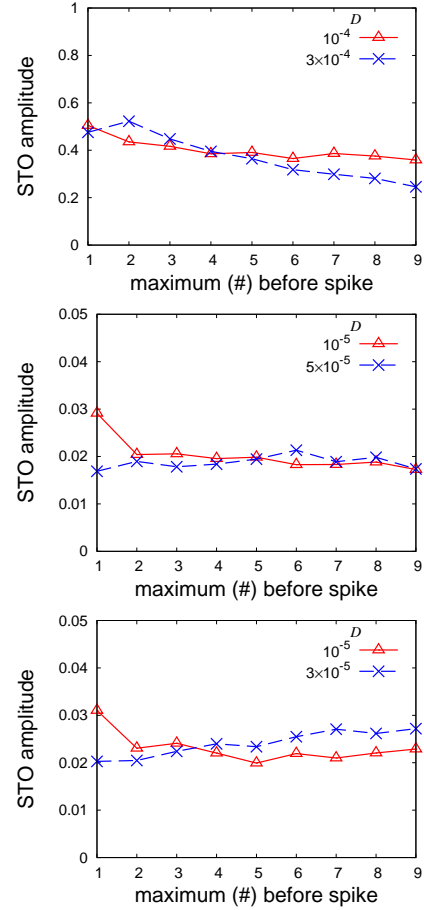 D
10^-4
3×10^-4
STO amplitude
1
0.8
0.6
0.4
0.2
0
1 2 3 4 5 6 7 8 9
maximum (#) before spike
D
10^-5
5×10^-5
STO amplitude
0.05
0.04
0.03
0.02
0.01
0
1 2 3 4 5 6 7 8 9
maximum (#) before spike
D
10^-5
3×10^-5
STO amplitude
0.05
0.04
0.03
0.02
0.01
0
1 2 3 4 5 6 7 8 9
maximum (#) before spike